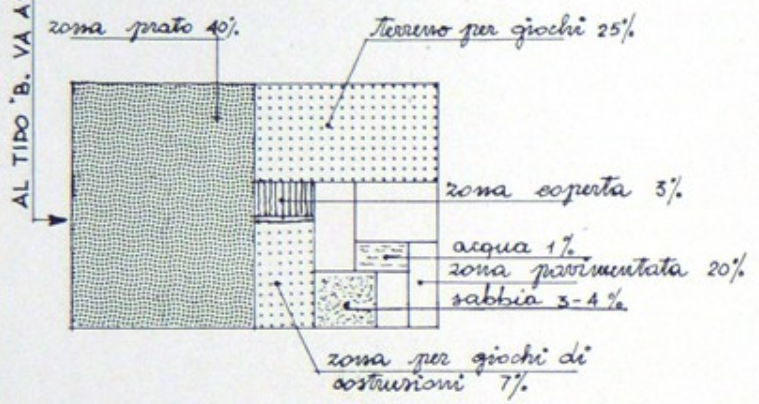 zona prato 40%
terreno per giochi 25%
AL TIPO "B. VA A
zona coperta 3%
acqua 1%
zona pavimentata 20%
sabbia 3-4%
zona per giochi di
costruzioni 7%